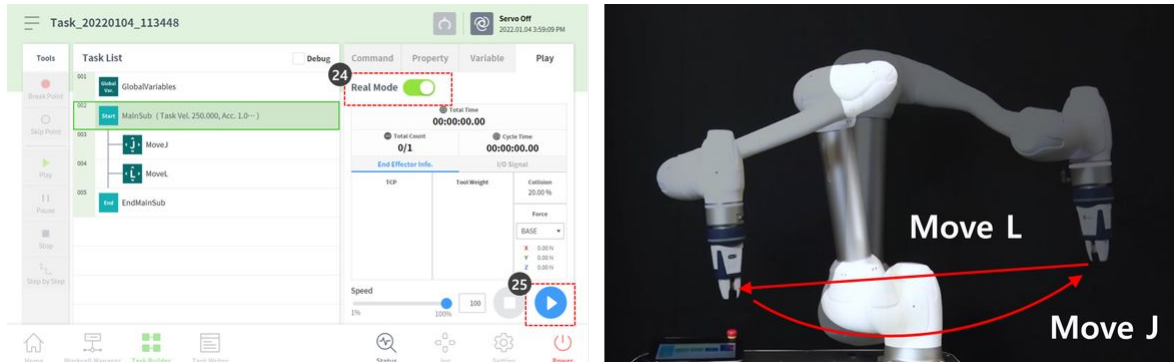 Task_20220104_113448
Servo Off
2022.01.04 3:59:09 PM
Tools
Task List
Debug
Command
Property
Variable
Play
Break Point
Skip Point
Play
Pause
Stop
Step by Step
001
Global Var.
GlobalVariables
002
Start
MainSub ( Task Vel. 250.000, Acc. 1.0··· )
003
J
MoveJ
004
L
MoveL
005
End
EndMainSub
24
Real Mode
Total Time
00:00:00.00
Total Count
0/1
Cycle Time
00:00:00.00
End Effector Info.
I/O Signal
TCP
Tool Weight
Collision
20.00 %
Force
BASE
X 0.00 N
Y 0.00 N
Z 0.00 N
25
Speed
1%
100%
100
Home
Workcell Manager
Task Builder
Task Writer
Status
Jog
Setting
Power
Move L
Move J